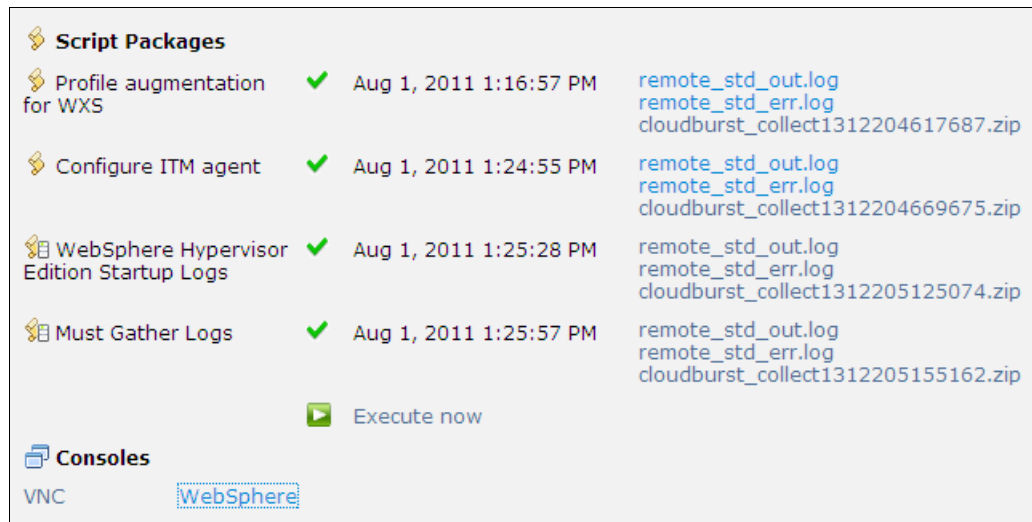 Script Packages
Profile augmentation for WXS
Aug 1, 2011 1:16:57 PM
remote_std_out.log
remote_std_err.log
cloudburst_collect1312204617687.zip
Configure ITM agent
Aug 1, 2011 1:24:55 PM
remote_std_out.log
remote_std_err.log
cloudburst_collect1312204669675.zip
WebSphere Hypervisor
Edition Startup Logs
Aug 1, 2011 1:25:28 PM
remote_std_out.log
remote_std_err.log
cloudburst_collect1312205125074.zip
Must Gather Logs
Aug 1, 2011 1:25:57 PM
remote_std_out.log
remote_std_err.log
cloudburst_collect1312205155162.zip
Execute now
Consoles
VNC WebSphere